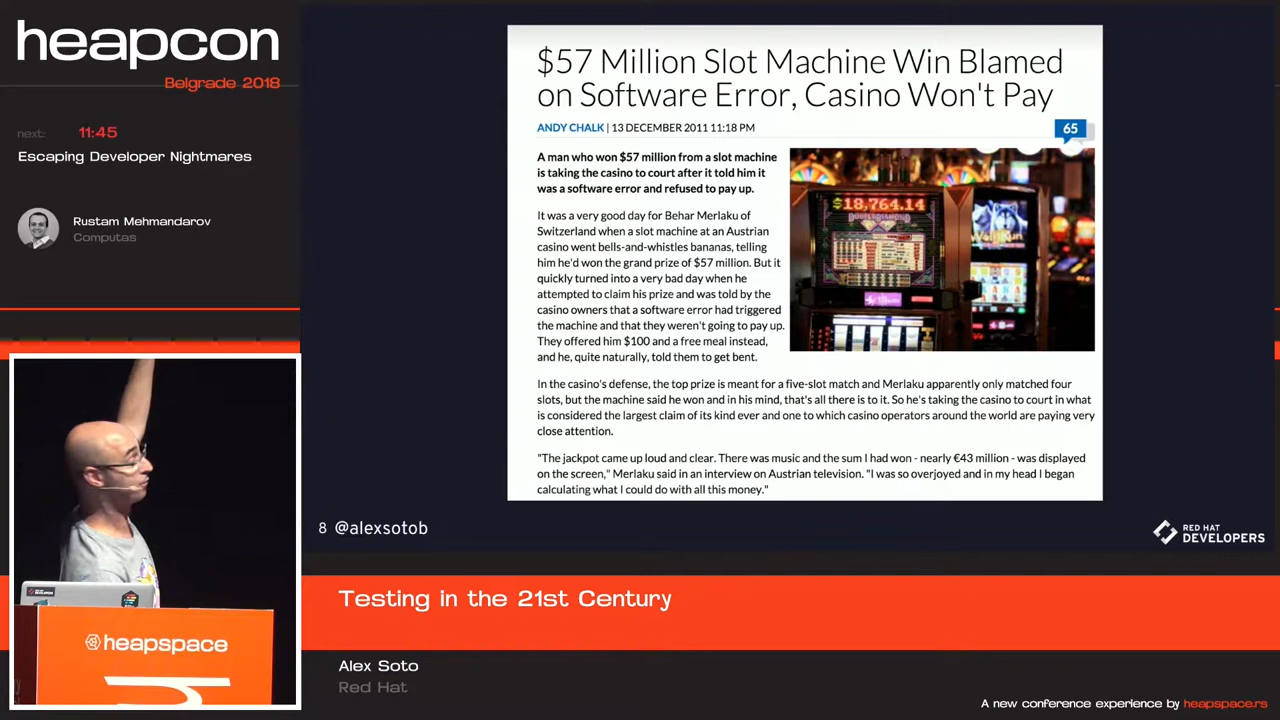 heapcon
Belgrade 2018
next: 11:45
Escaping Developer Nightmares
Rustam Mehmandarov
Computas
$57 Million Slot Machine Win Blamed
on Software Error, Casino Won't Pay
ANDY CHALK | 13 DECEMBER 2011 11:18 PM
65
A man who won $57 million from a slot machine
is taking the casino to court after it told him it
was a software error and refused to pay up.
It was a very good day for Behar Merlaku of
Switzerland when a slot machine at an Austrian
casino went bells-and-whistles bananas, telling
him he'd won the grand prize of $57 million. But it
quickly turned into a very bad day when he
attempted to claim his prize and was told by the
casino owners that a software error had triggered
the machine and that they weren't going to pay up.
They offered him $100 and a free meal instead,
and he, quite naturally, told them to get bent.
$18,764.14
DOUBLE DIAMOND
Wolf Run
In the casino's defense, the top prize is meant for a five-slot match and Merlaku apparently only matched four
slots, but the machine said he won and in his mind, that's all there is to it. So he's taking the casino to court in what
is considered the largest claim of its kind ever and one to which casino operators around the world are paying very
close attention.
"The jackpot came up loud and clear. There was music and the sum I had won - nearly €43 million - was displayed
on the screen," Merlaku said in an interview on Austrian television. "I was so overjoyed and in my head I began
calculating what I could do with all this money."
8 @alexsotob
RED HAT
DEVELOPERS
heapspace
Testing in the 21st Century
Alex Soto
Red Hat
A new conference experience by heapspace.rs